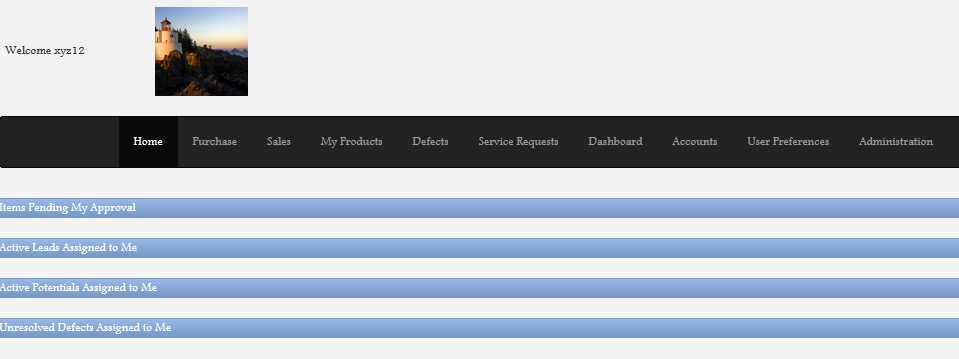 Welcome xyz12
Home Purchase Sales My Products Defects Service Requests Dashboard Accounts User Preferences Administration
Items Pending My Approval
Active Leads Assigned to Me
Active Potentials Assigned to Me
Unresolved Defects Assigned to Me